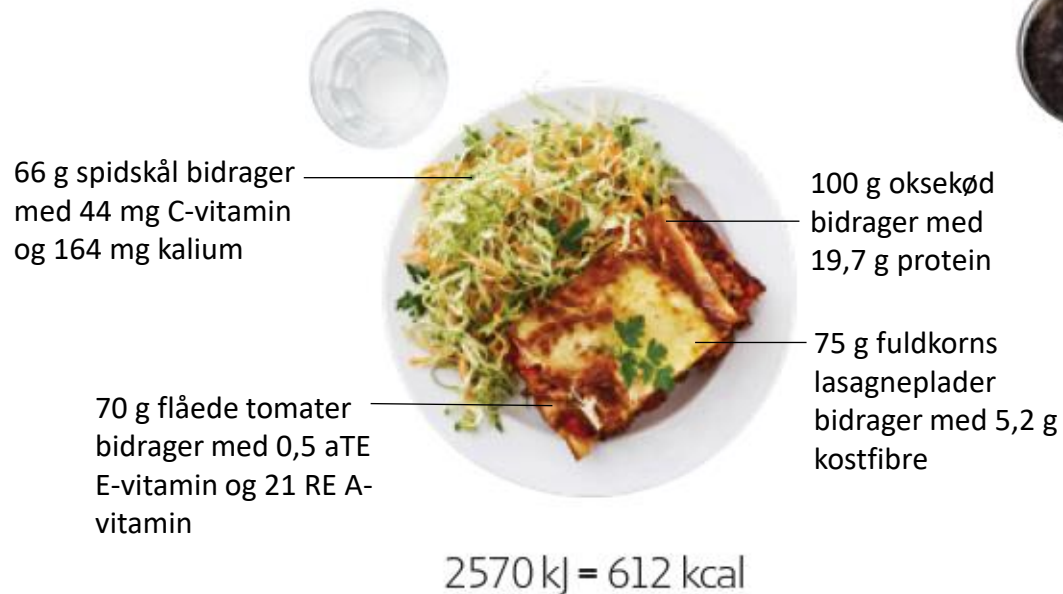 66 g spidskål bidrager
med 44 mg C-vitamin
og 164 mg kalium
100 g oksekød
bidrager med
19,7 g protein
75 g fuldkorns
lasagneplader
bidrager med 5,2 g
kostfibre
70 g flåede tomater
bidrager med 0,5 aTE
E-vitamin og 21 RE A-
vitamin
2570 kJ = 612 kcal